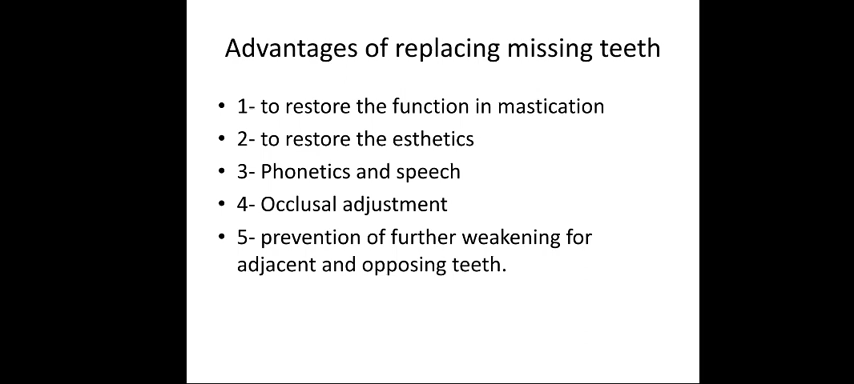 Advantages of replacing missing teeth
• 1- to restore the function in mastication
• 2- to restore the esthetics
• 3- Phonetics and speech
• 4- Occlusal adjustment
• 5- prevention of further weakening for
adjacent and opposing teeth.